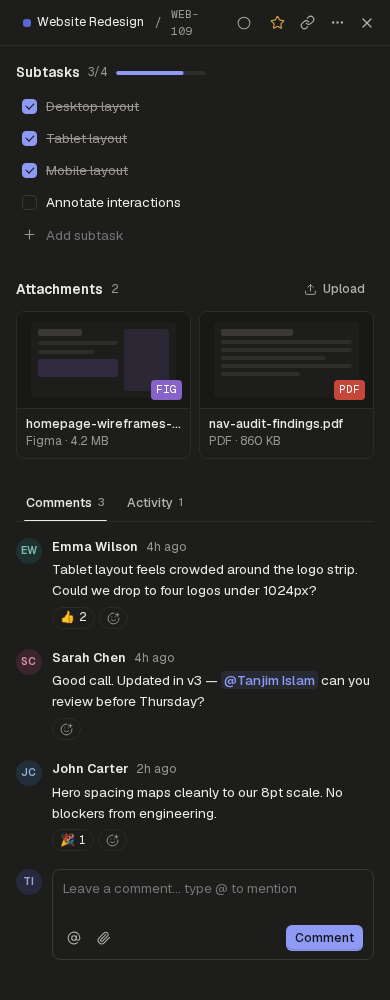 Website Redesign / WEB-
109
Subtasks 3/4
Desktop layout
Tablet layout
Mobile layout
Annotate interactions
Add subtask
Attachments 2 Upload
FIG PDF
homepage-wireframes-... nav-audit-findings.pdf
Figma · 4.2 MB PDF · 860 KB
Comments 3 Activity 1
EW Emma Wilson 4h ago
Tablet layout feels crowded around the logo strip.
Could we drop to four logos under 1024px?
👍 2
SC Sarah Chen 4h ago
Good call. Updated in v3 — @Tanjim Islam can you
review before Thursday?
JC John Carter 2h ago
Hero spacing maps cleanly to our 8pt scale. No
blockers from engineering.
🎉 1
TI Leave a comment... type @ to mention
Comment